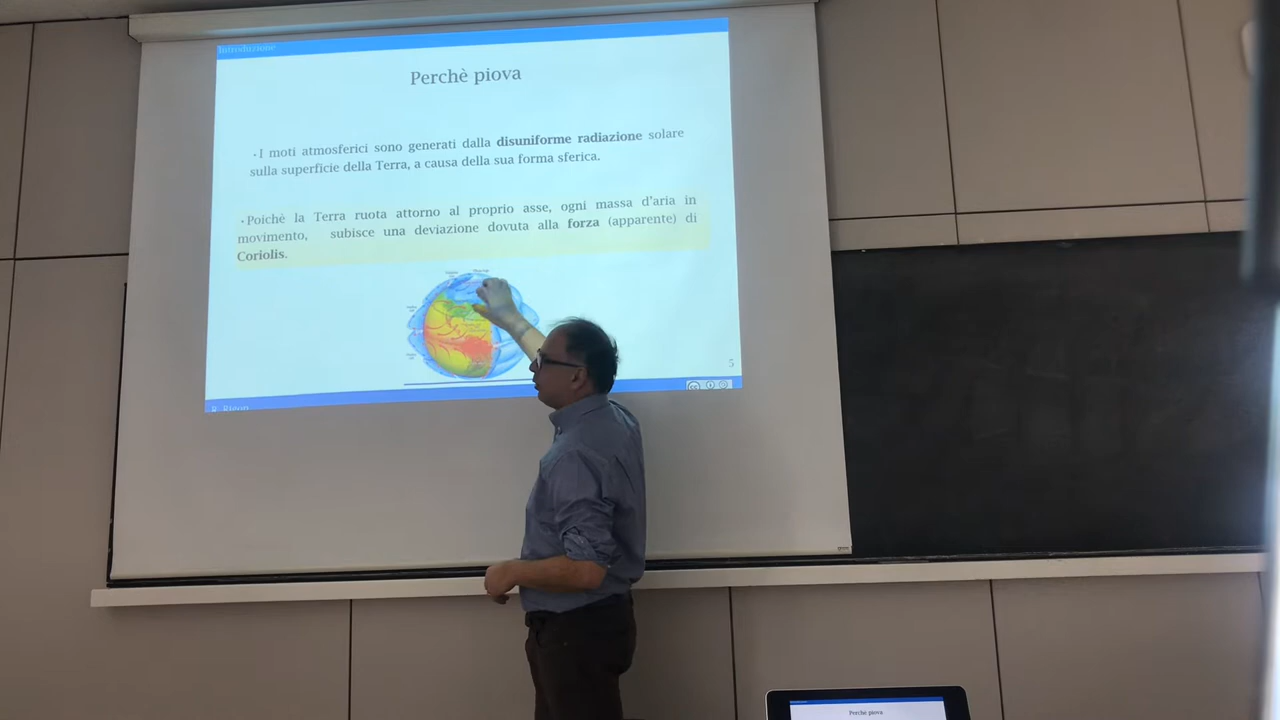 Introduzione
Perchè piova
· I moti atmosferici sono generati dalla disuniforme radiazione solare
sulla superficie della Terra, a causa della sua forma sferica.
· Poichè la Terra ruota attorno al proprio asse, ogni massa d'aria in
movimento, subisce una deviazione dovuta alla forza (apparente) di
Coriolis.
5
R. Rigon
Perchè piova